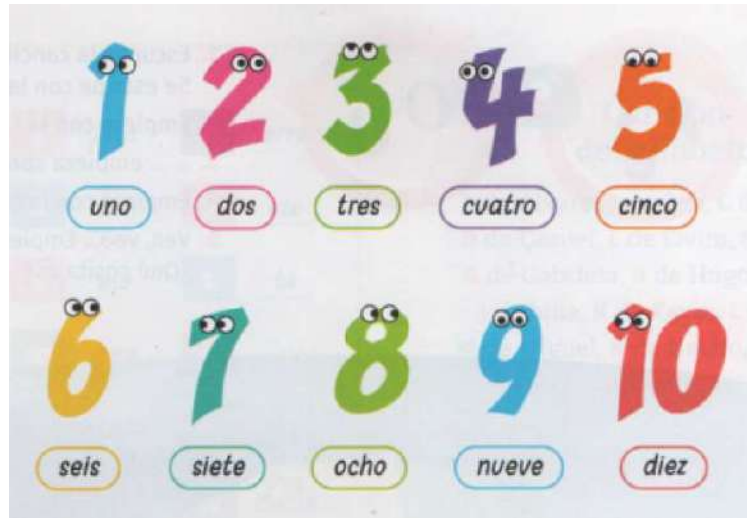 1 2 3 4 5
uno dos tres cuatro cinco
6 7 8 9 10
seis siete ocho nueve diez